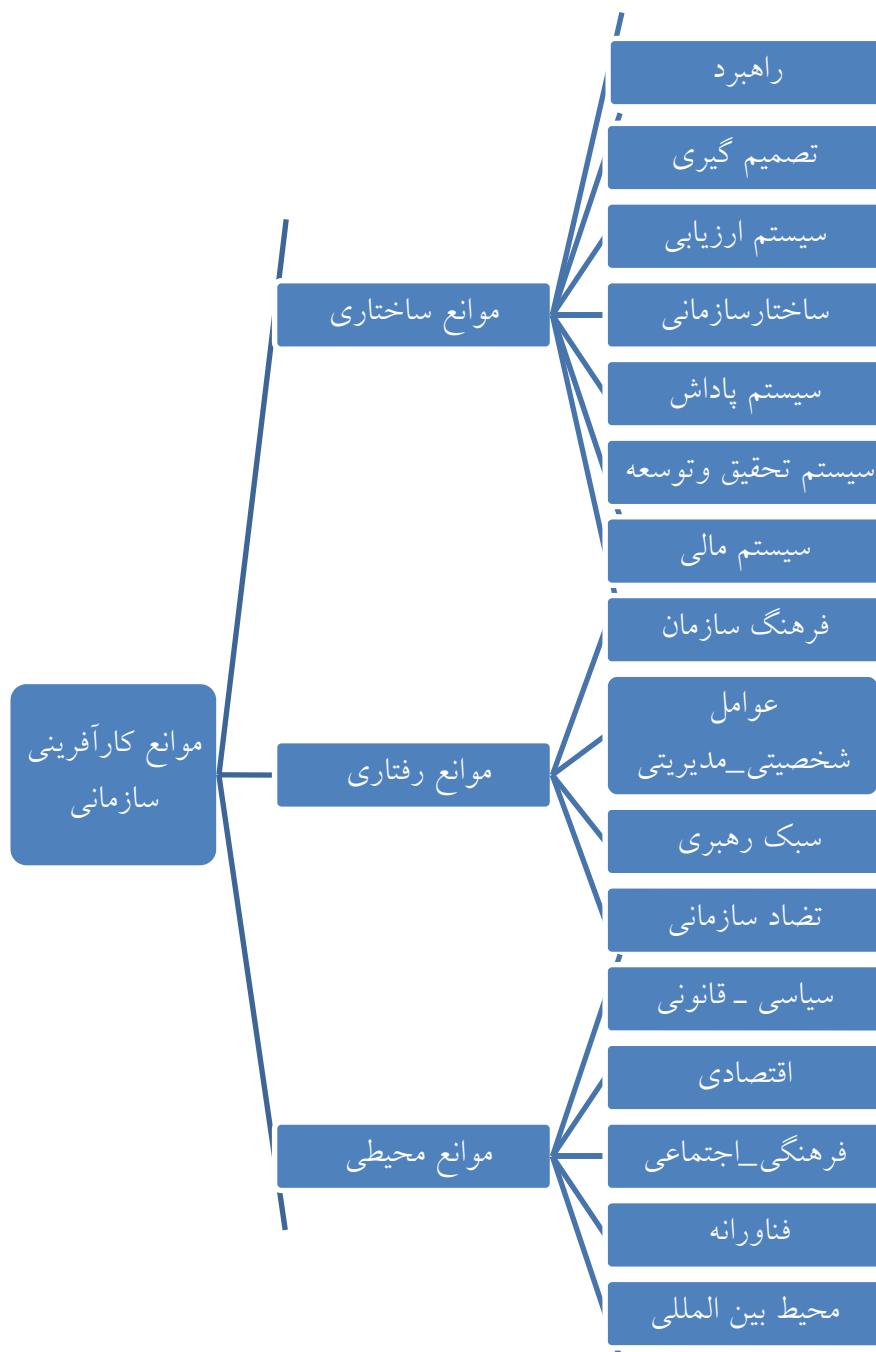 موانع کارآفرینی
سازمانی
موانع ساختاری
راهبرد
تصمیم گیری
سیستم ارزیابی
ساختارسازمانی
سیستم پاداش
سیستم تحقیق وتوسعه
سیستم مالی
موانع رفتاری
فرهنگ سازمان
عوامل
شخصیتی_مدیریتی
سبک رهبری
تضاد سازمانی
موانع محیطی
سیاسی - قانونی
اقتصادی
فرهنگی_اجتماعی
فناورانه
محیط بین المللی